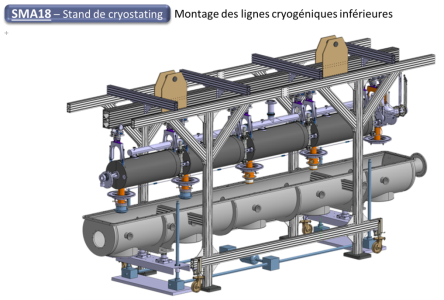 SMA18 – Stand de cryostating Montage des lignes cryogéniques inférieures